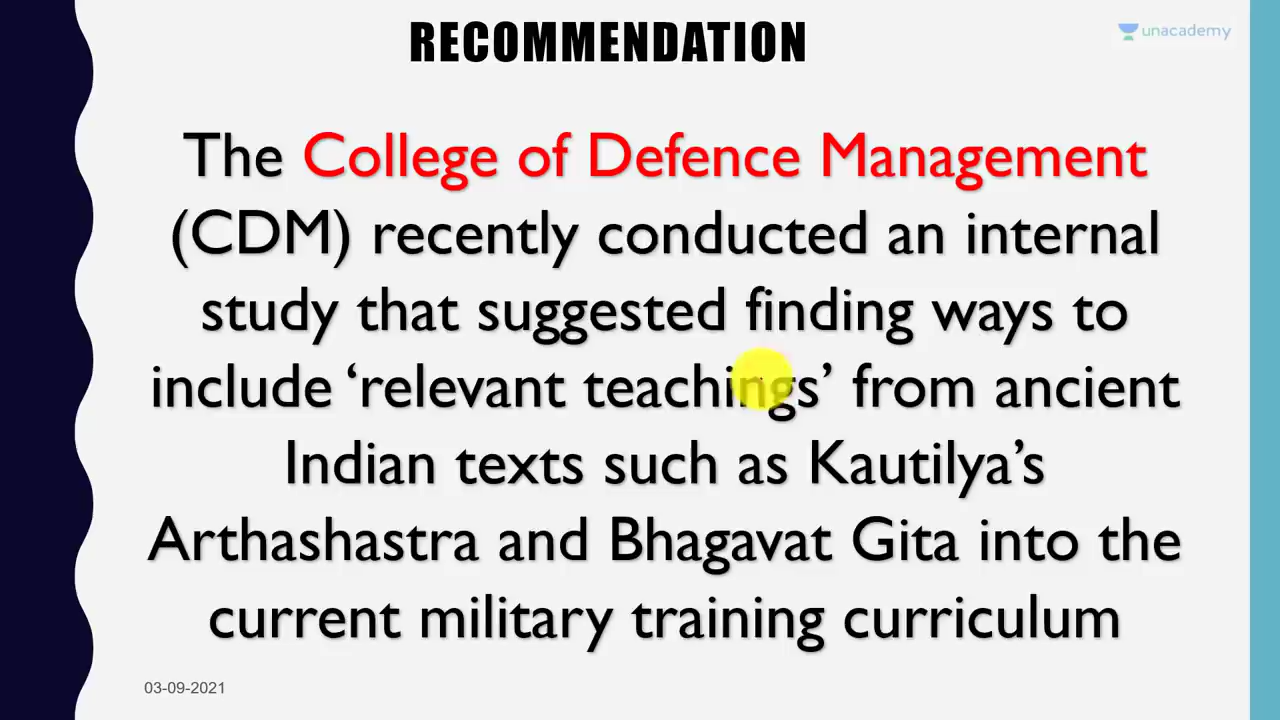 RECOMMENDATION
unacademy
The College of Defence Management
(CDM) recently conducted an internal
study that suggested finding ways to
include ‘relevant teachings’ from ancient
Indian texts such as Kautilya’s
Arthashastra and Bhagavat Gita into the
current military training curriculum
03-09-2021